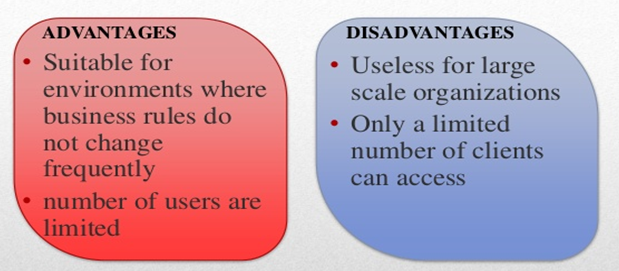 ADVANTAGES
• Suitable for
environments where
business rules do
not change
frequently
• number of users are
limited
DISADVANTAGES
• Useless for large
scale organizations
• Only a limited
number of clients
can access